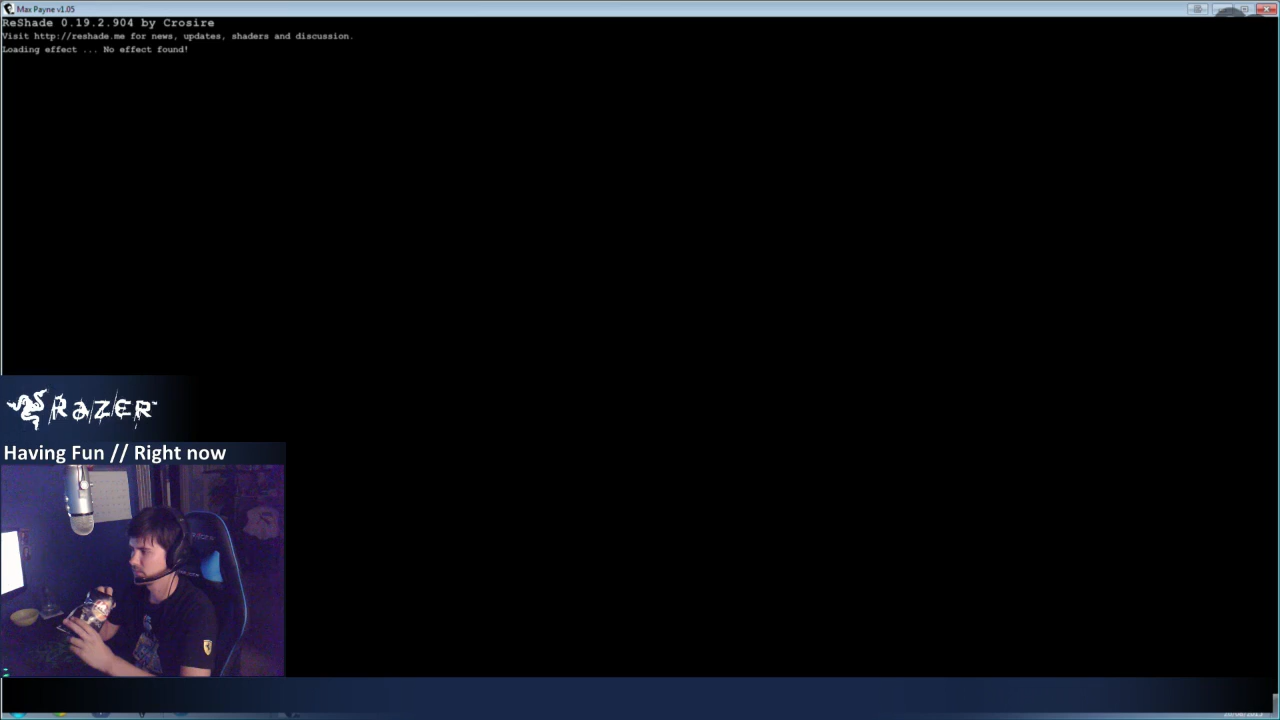 Max Payne v1.05
ReShade 0.19.2.904 by Crosire
Visit http://reshade.me for news, updates, shaders and discussion.
Loading effect ... No effect found!
RAZER
Having Fun // Right now